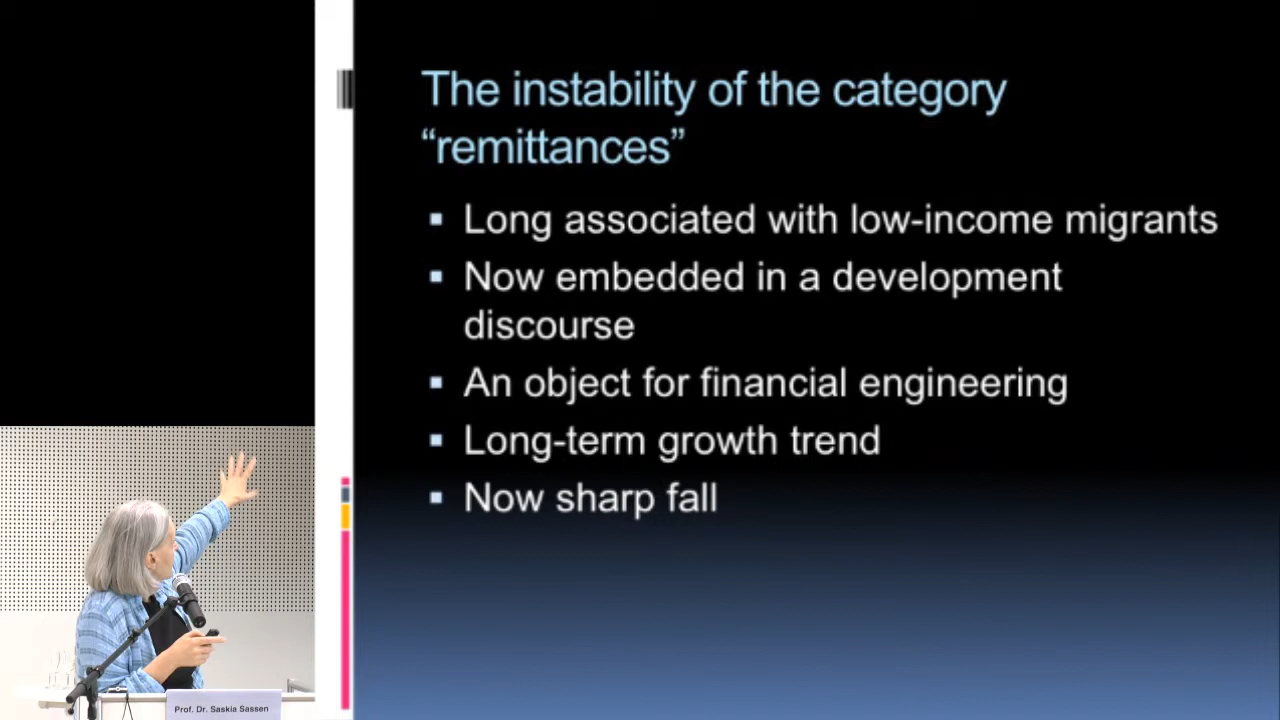 The instability of the category
“remittances”
Long associated with low-income migrants
Now embedded in a development
discourse
An object for financial engineering
Long-term growth trend
Now sharp fall
Prof. Dr. Saskia Sassen